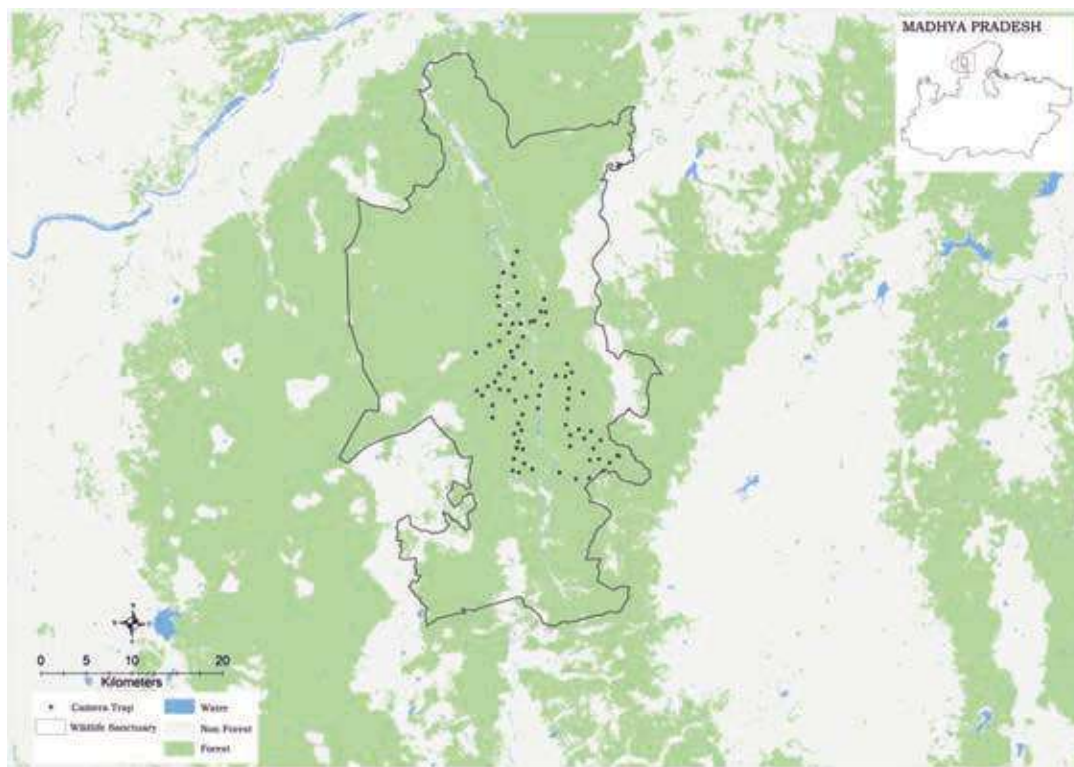 MADHYA PRADESH
0 5 10 20
Kilometers
Camera Trap
Wildlife Sanctuary
Water
Non Forest
Forest